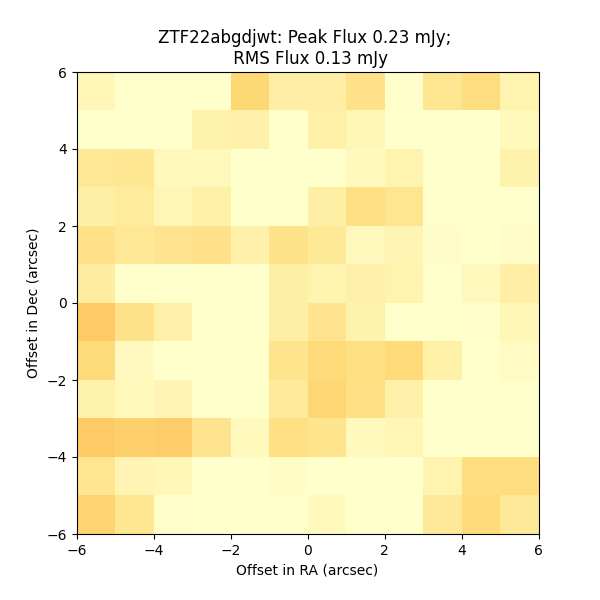 ZTF22abgdjwt: Peak Flux 0.23 mJy;
RMS Flux 0.13 mJy
6
4
2
0
−2
−4
−6
Offset in Dec (arcsec)
−6 −4 −2 0 2 4 6
Offset in RA (arcsec)